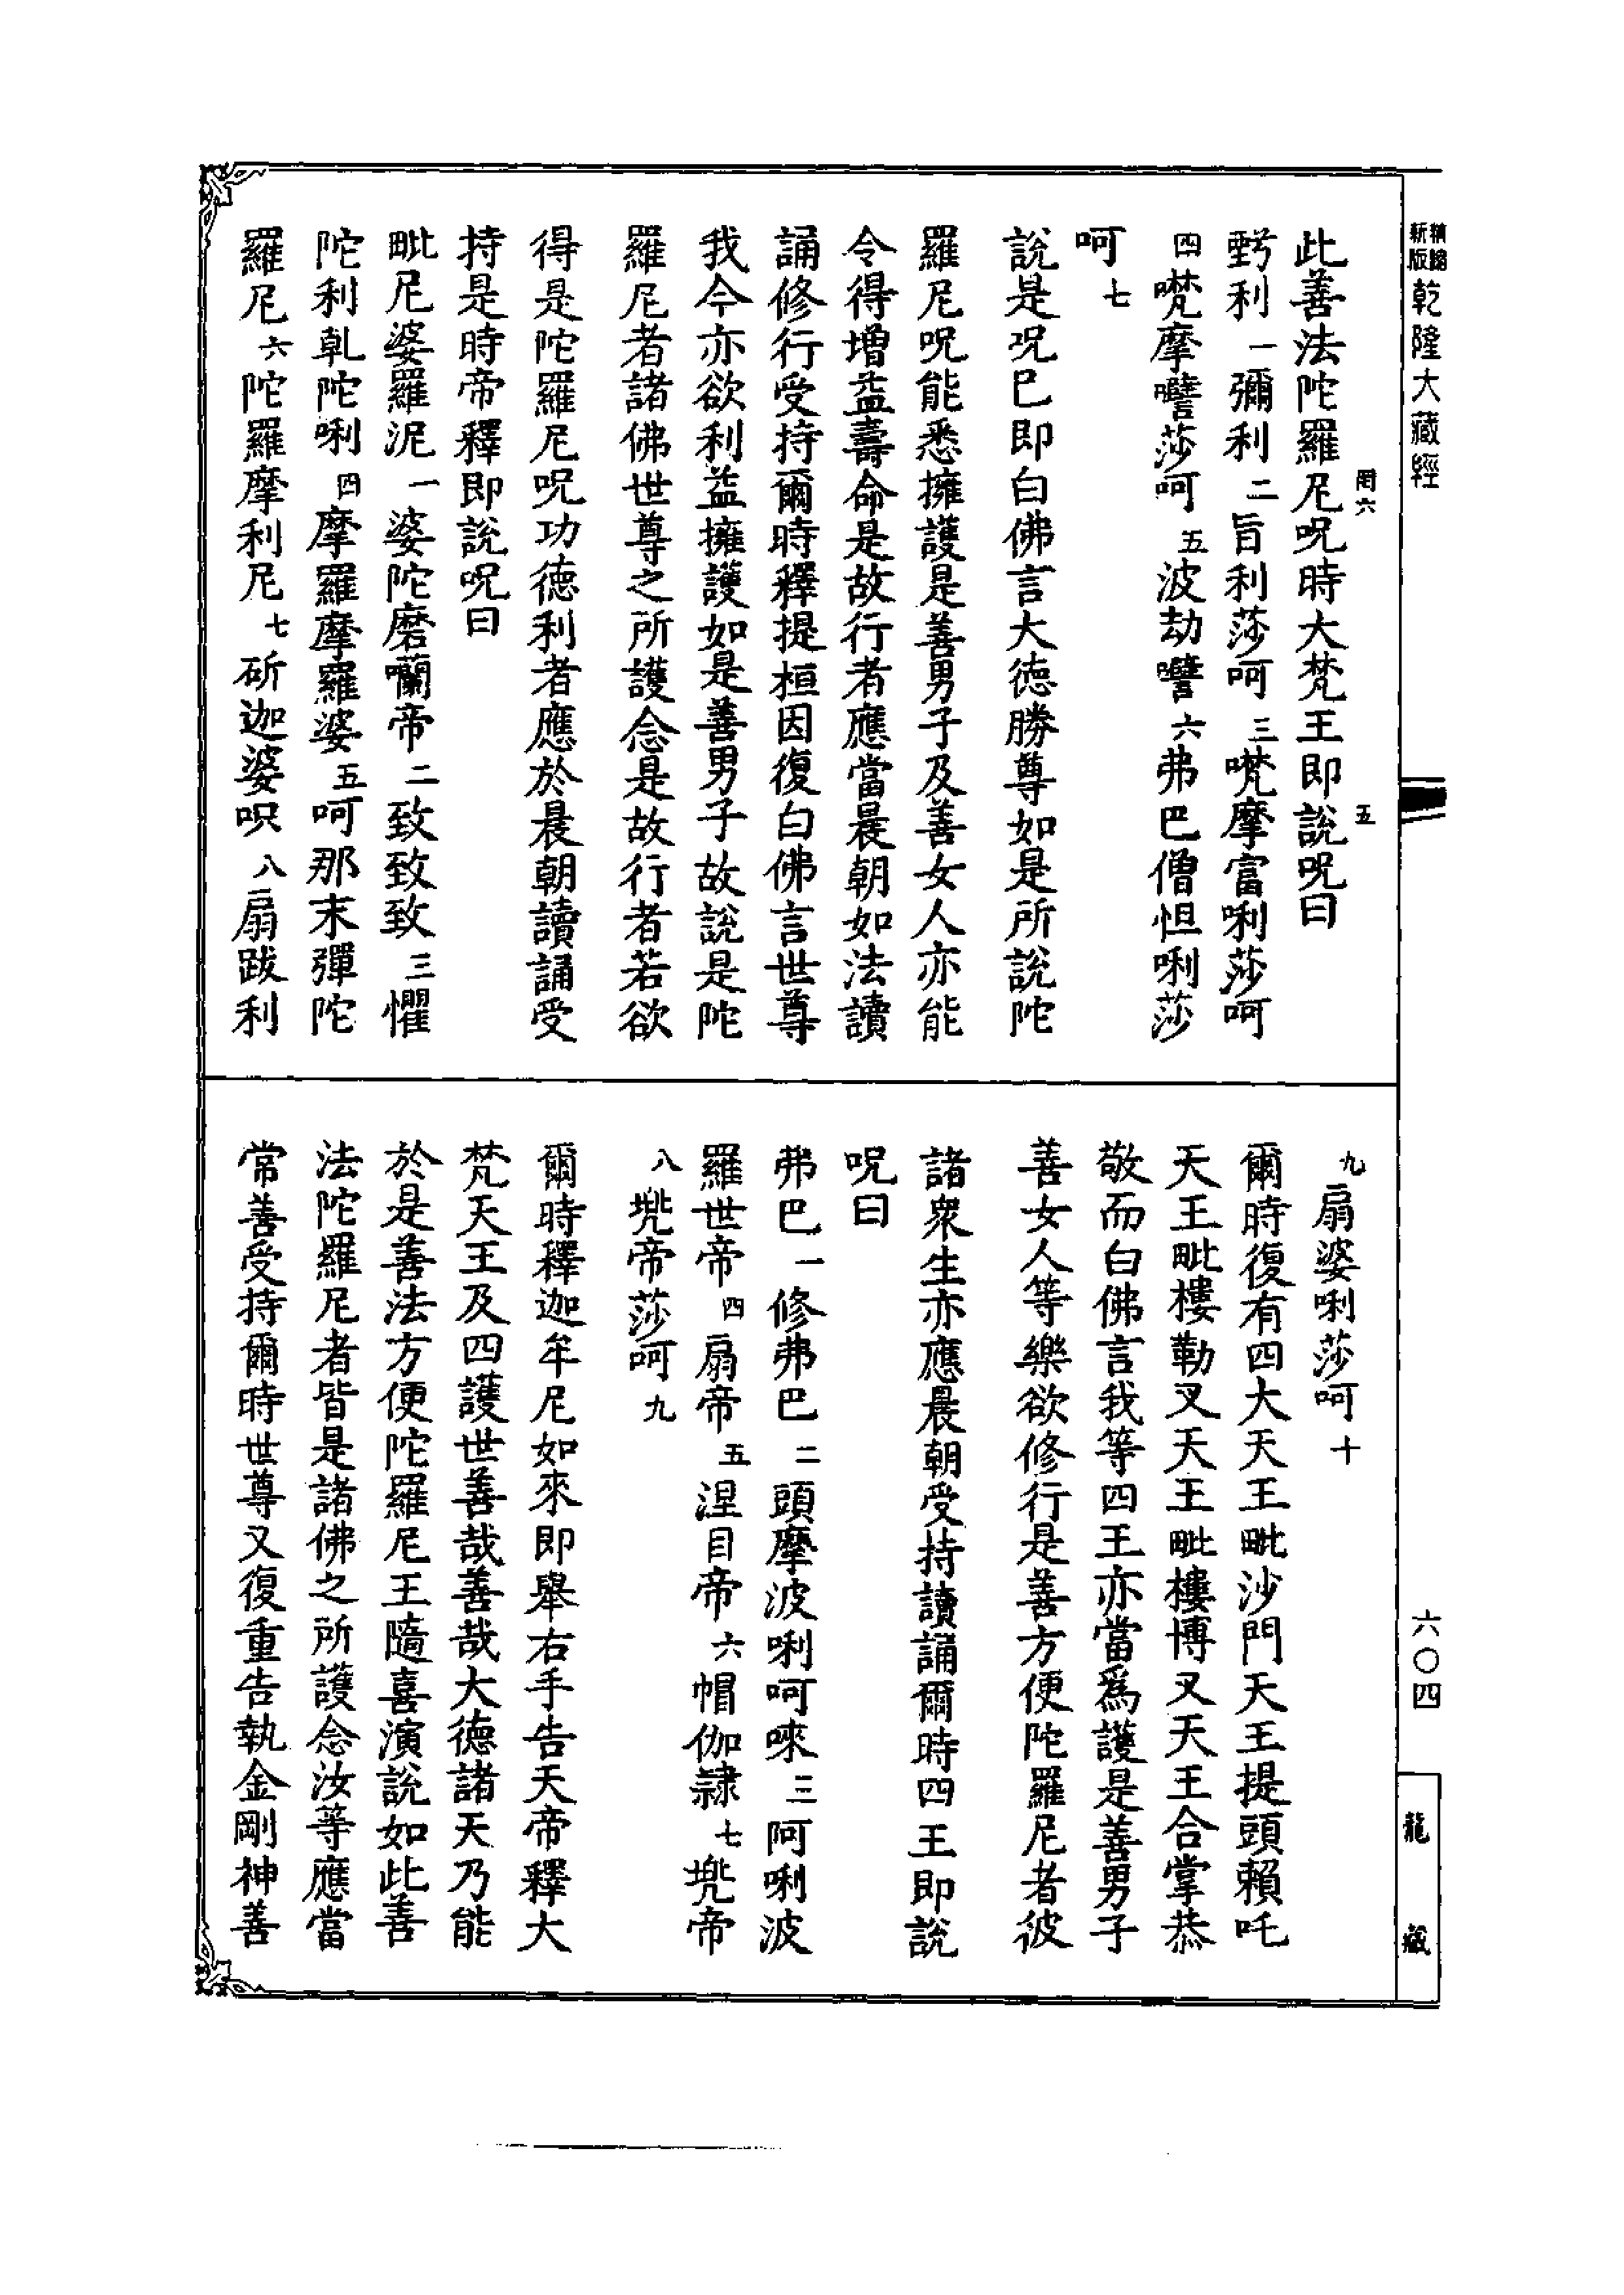 精縮
新版
乾隆大藏經
罔六 五
此善法陀羅尼呪時大梵王即說呪曰
利一彌利二旨利莎呵三㘕摩富唎莎呵
四㘕摩莎呵五波劫六弗巴僧怛唎莎
呵七
說是呪已即白佛言大德勝尊如是所說陀
羅尼呪能悉擁護是善男子及善女人亦能
令得增益壽命是故行者應當晨朝如法讀
誦修行受持爾時釋提桓因復白佛言世尊
我今亦欲利益擁護如是善男子故說是陀
羅尼者諸佛世尊之所護念是故行者若欲
得是陀羅尼呪功德利者應於晨朝讀誦受
持是時帝釋即說呪曰
毗尼婆羅泥一婆陀磨囒帝二致致致三懼
陀利乹陀唎四摩羅摩羅婆五呵那末彈陀
羅尼六陀羅摩利尼七斫迦婆呎八扇跋利
九扇婆唎莎呵十
爾時復有四大天王毗沙門天王提頭賴吒
天王毗樓勒叉天王毗樓博叉天王合掌恭
敬而白佛言我等四王亦當爲護是善男子
善女人等樂欲修行是善方便陀羅尼者彼
諸衆生亦應晨朝受持讀誦爾時四王即說
呪曰
弗巴一修弗巴二頭摩波唎呵唻三阿唎波
羅世帝四扇帝五涅目帝六帽伽隸七㙯帝
八㙯帝莎呵九
爾時釋迦牟尼如來即舉右手告天帝釋大
梵天王及四護世善哉善哉大德諸天乃能
於是善法方便陀羅尼王隨喜演說如此善
法陀羅尼者皆是諸佛之所護念汝等應當
常善受持爾時世尊又復重告執金剛神善
六〇四
龍藏